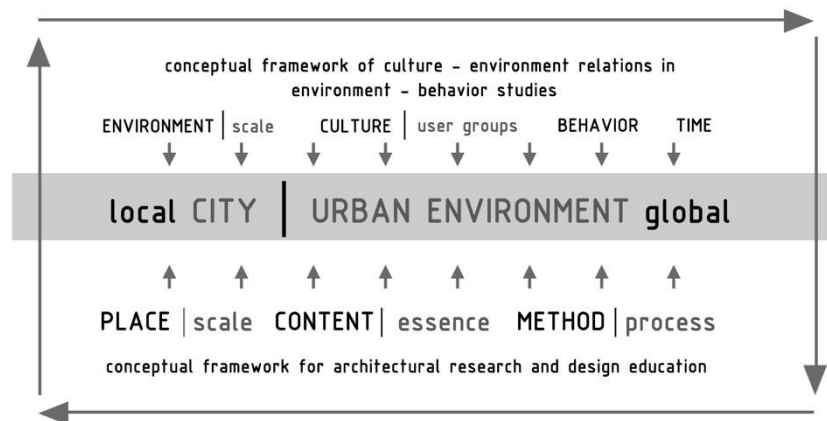 conceptual framework of culture – environment relations in
environment – behavior studies
ENVIRONMENT | scale CULTURE | user groups BEHAVIOR TIME
local CITY | URBAN ENVIRONMENT global
PLACE | scale CONTENT | essence METHOD | process
conceptual framework for architectural research and design education